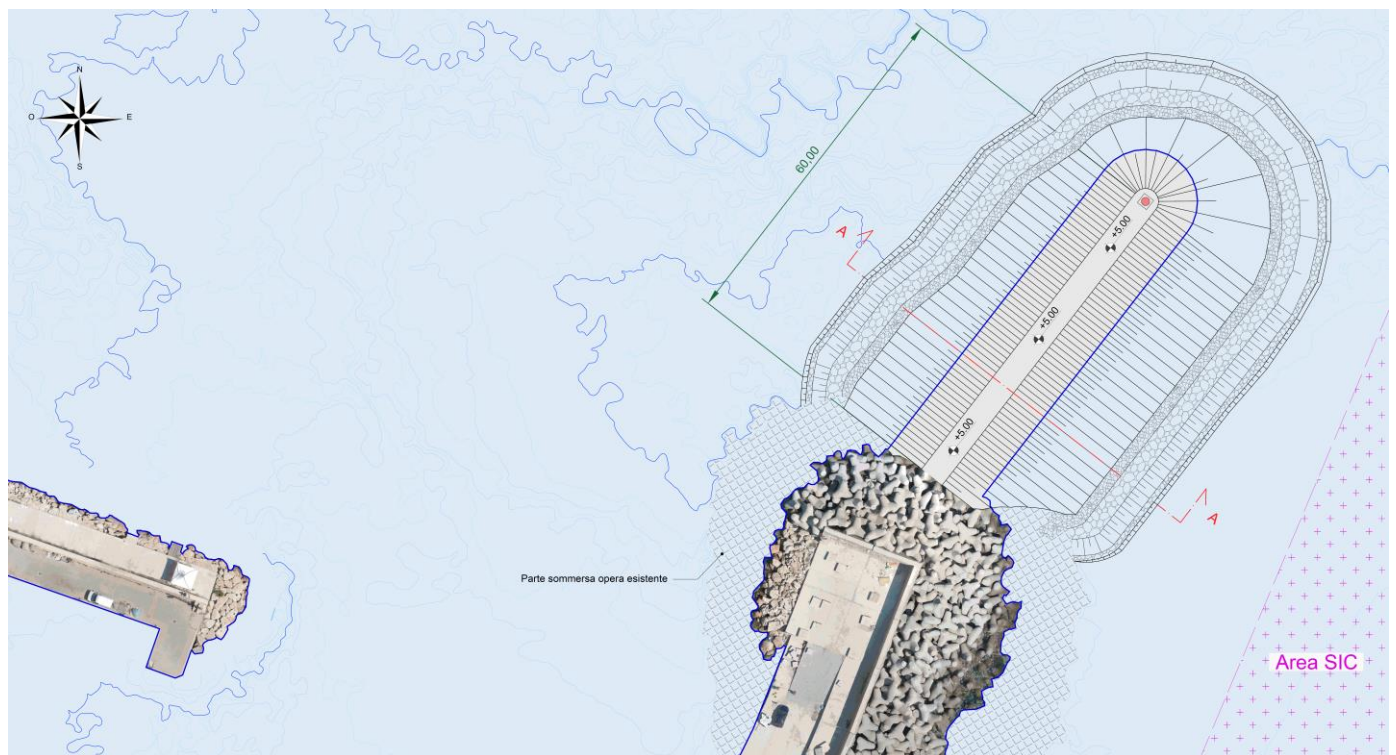 N
O
E
S
60,00
A
+5.00
+5.00
+5.00
A
Parte sommersa opera esistente
Area SIC